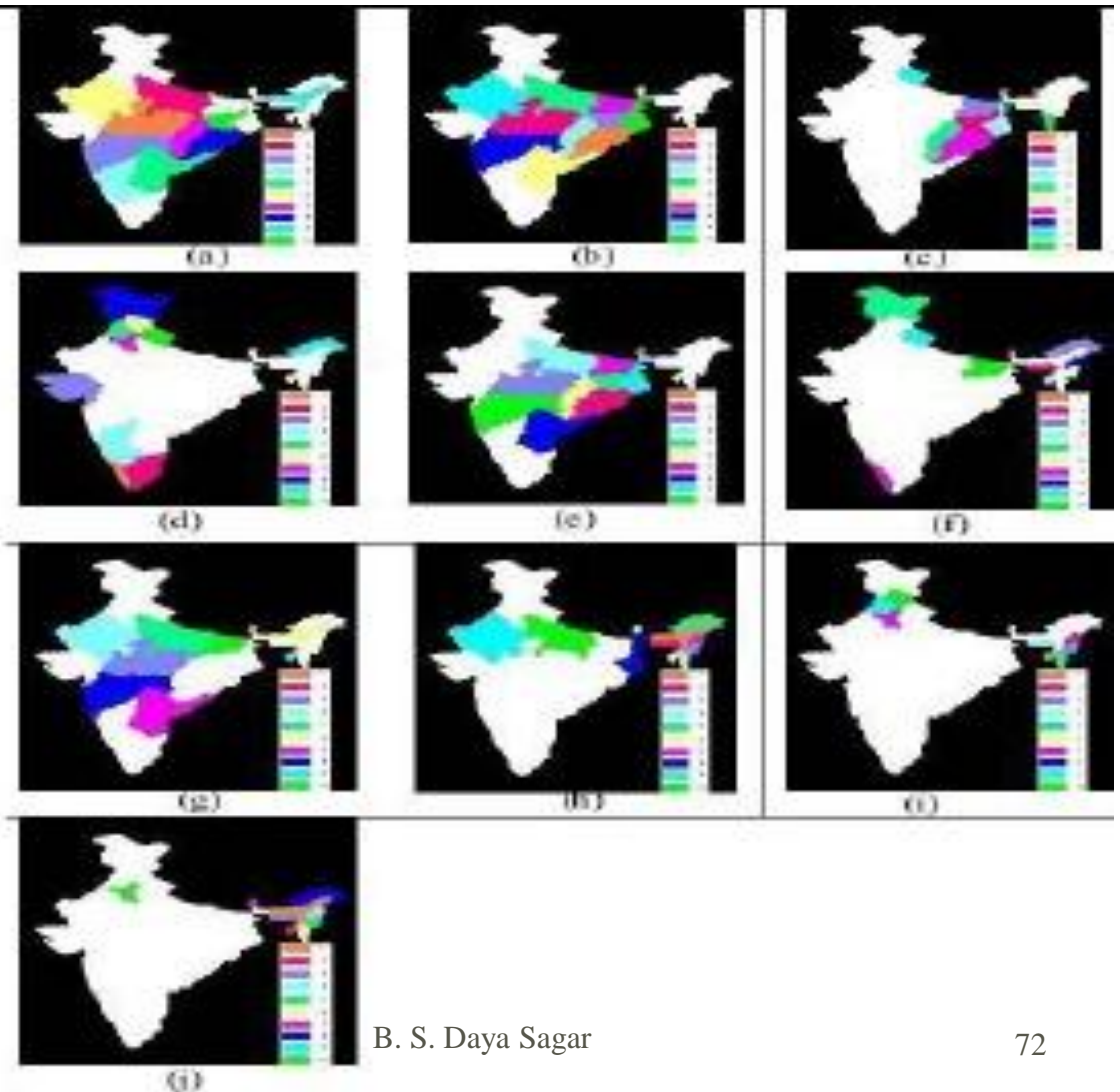 (a) (b) (c)
(d) (e) (f)
(g) (h) (i)
B. S. Daya Sagar 72
(j)